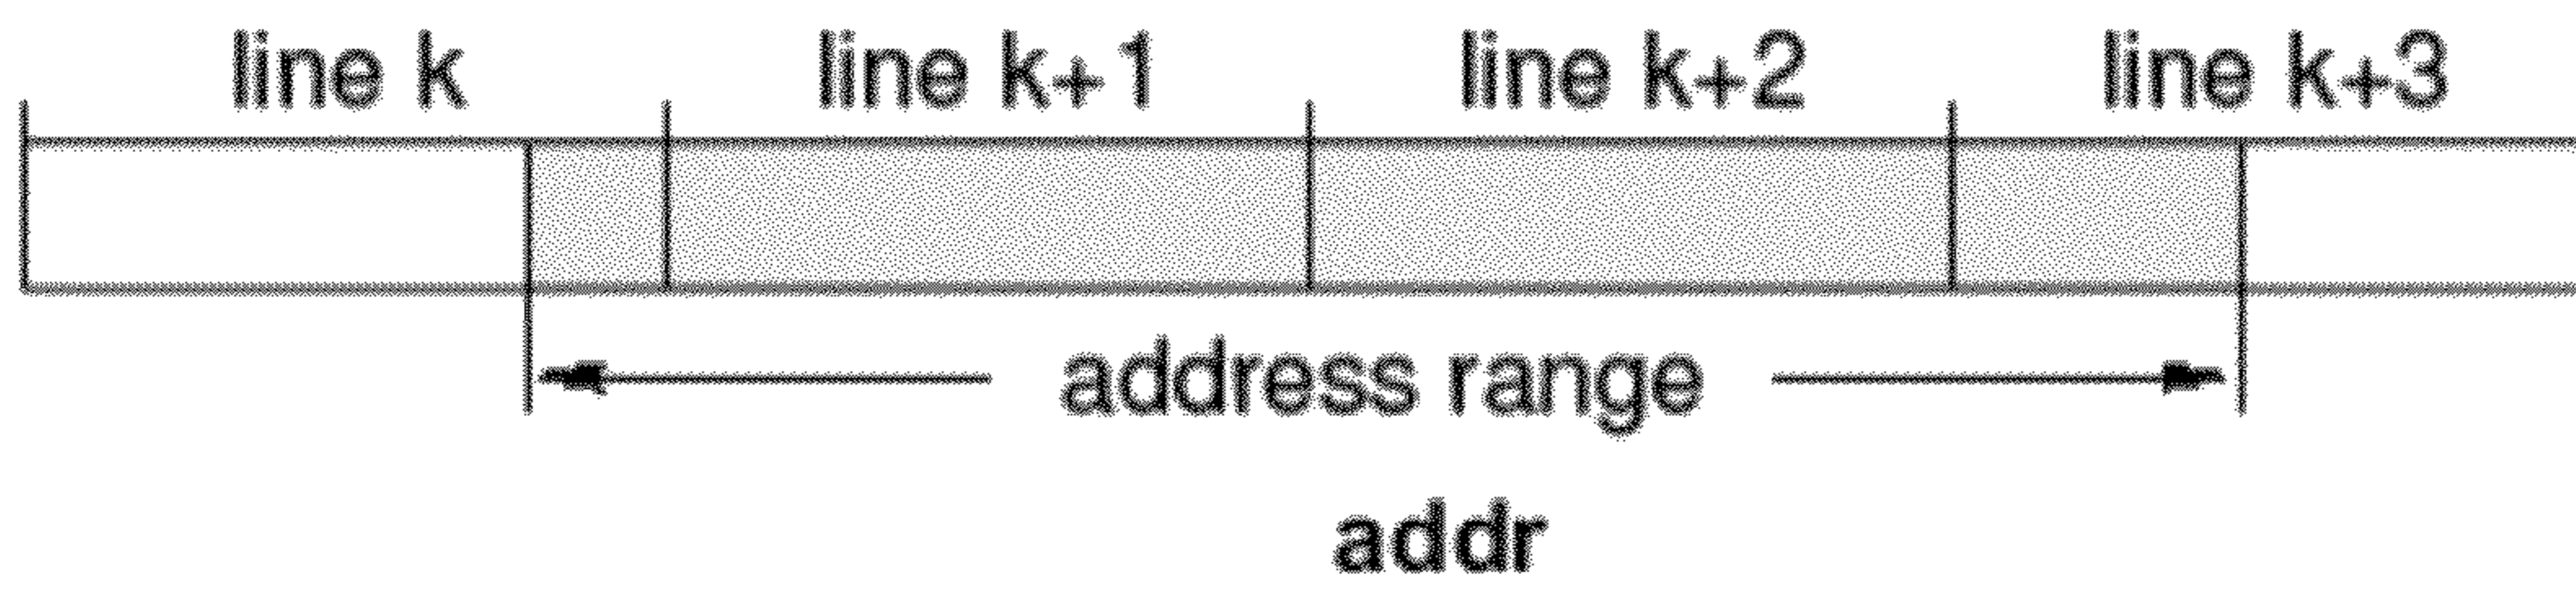 line k line k+1 line k+2 line k+3
address range
addr